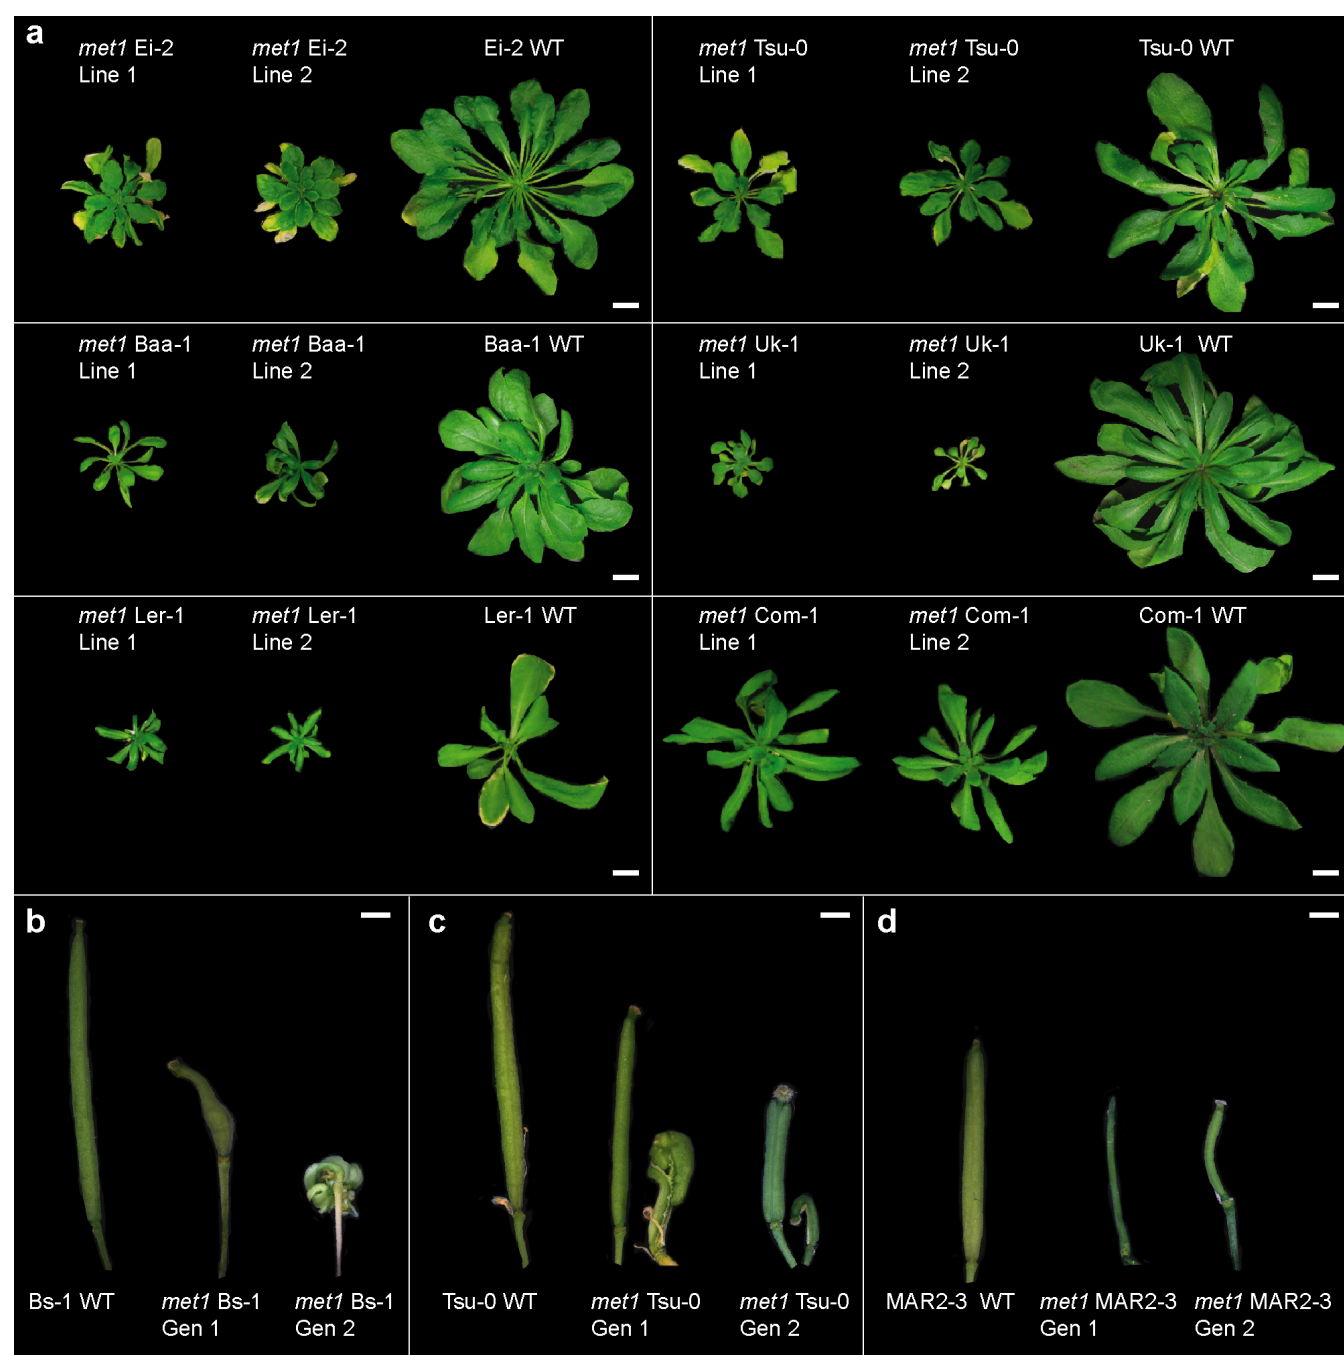 a
met1 Ei-2
Line 1
met1 Ei-2
Line 2
Ei-2 WT
met1 Tsu-0
Line 1
met1 Tsu-0
Line 2
Tsu-0 WT
met1 Baa-1
Line 1
met1 Baa-1
Line 2
Baa-1 WT
met1 Uk-1
Line 1
met1 Uk-1
Line 2
Uk-1 WT
met1 Ler-1
Line 1
met1 Ler-1
Line 2
Ler-1 WT
met1 Com-1
Line 1
met1 Com-1
Line 2
Com-1 WT
b
Bs-1 WT
met1 Bs-1
Gen 1
met1 Bs-1
Gen 2
c
Tsu-0 WT
met1 Tsu-0
Gen 1
met1 Tsu-0
Gen 2
d
MAR2-3 WT
met1 MAR2-3
Gen 1
met1 MAR2-3
Gen 2